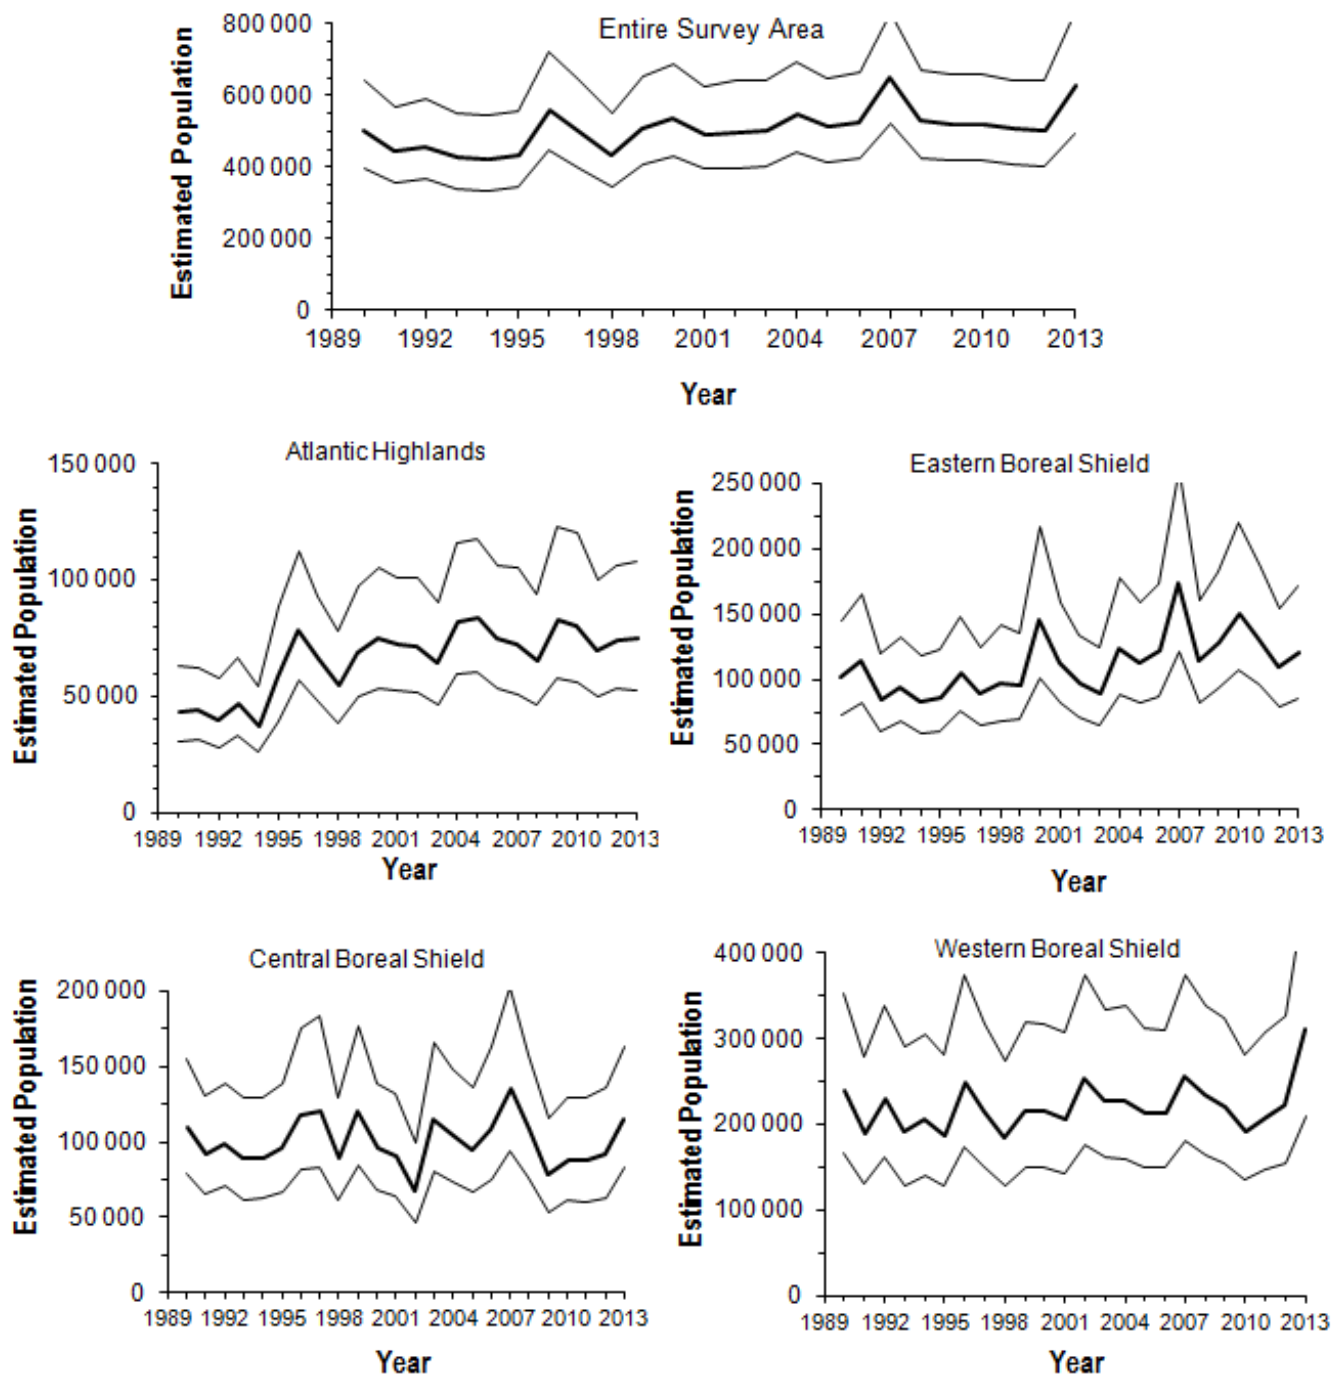 Entire Survey Area
Estimated Population
800 000
600 000
400 000
200 000
0
1989 1992 1995 1998 2001 2004 2007 2010 2013
Year
Atlantic Highlands
Estimated Population
150 000
100 000
50 000
0
1989 1992 1995 1998 2001 2004 2007 2010 2013
Year
Eastern Boreal Shield
Estimated Population
250 000
200 000
150 000
100 000
50 000
0
1989 1992 1995 1998 2001 2004 2007 2010 2013
Year
Central Boreal Shield
Estimated Population
200 000
150 000
100 000
50 000
0
1989 1992 1995 1998 2001 2004 2007 2010 2013
Year
Western Boreal Shield
Estimated Population
400 000
300 000
200 000
100 000
0
1989 1992 1995 1998 2001 2004 2007 2010 2013
Year